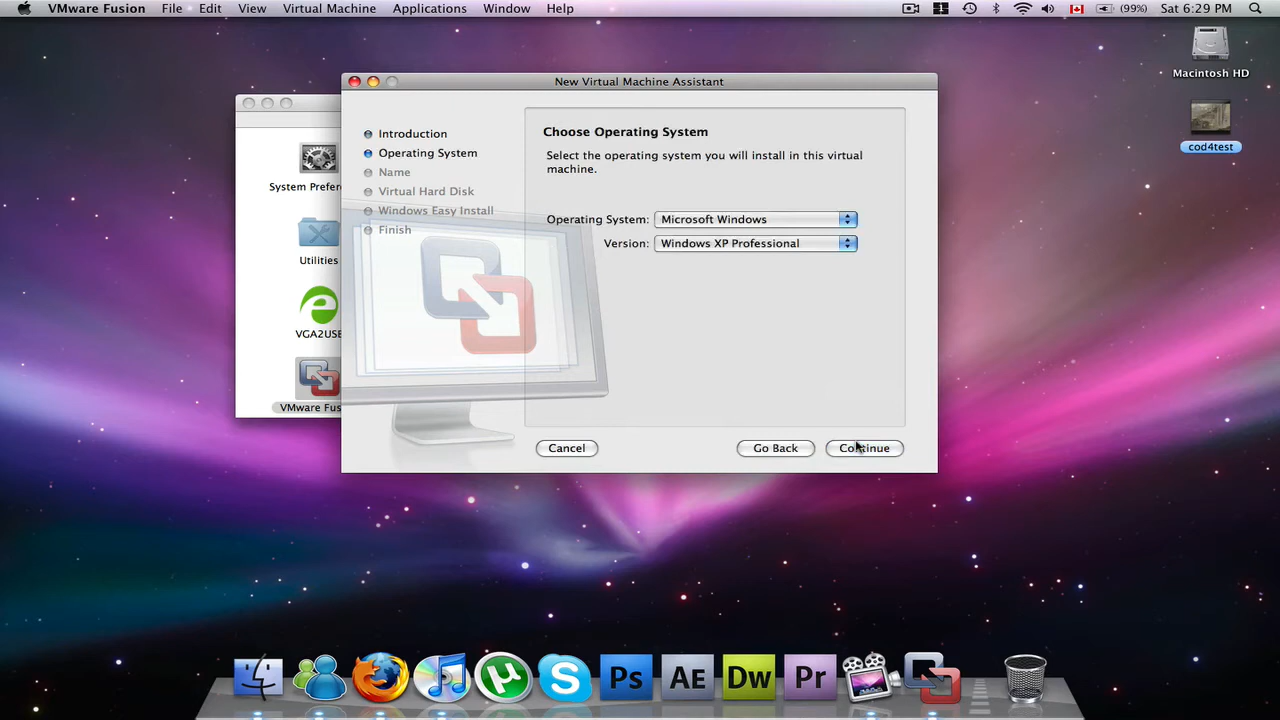 VMware Fusion File Edit View Virtual Machine Applications Window Help 1 (99%) Sat 6:29 PM
Macintosh HD
cod4test
New Virtual Machine Assistant
Introduction
Operating System
Name
Virtual Hard Disk
Windows Easy Install
Finish
Choose Operating System
Select the operating system you will install in this virtual
machine.
Operating System: Microsoft Windows
Version: Windows XP Professional
Cancel Go Back Continue
System Prefer
Utilities
VGA2USB
VMware Fus
µ S Ps AE Dw Pr